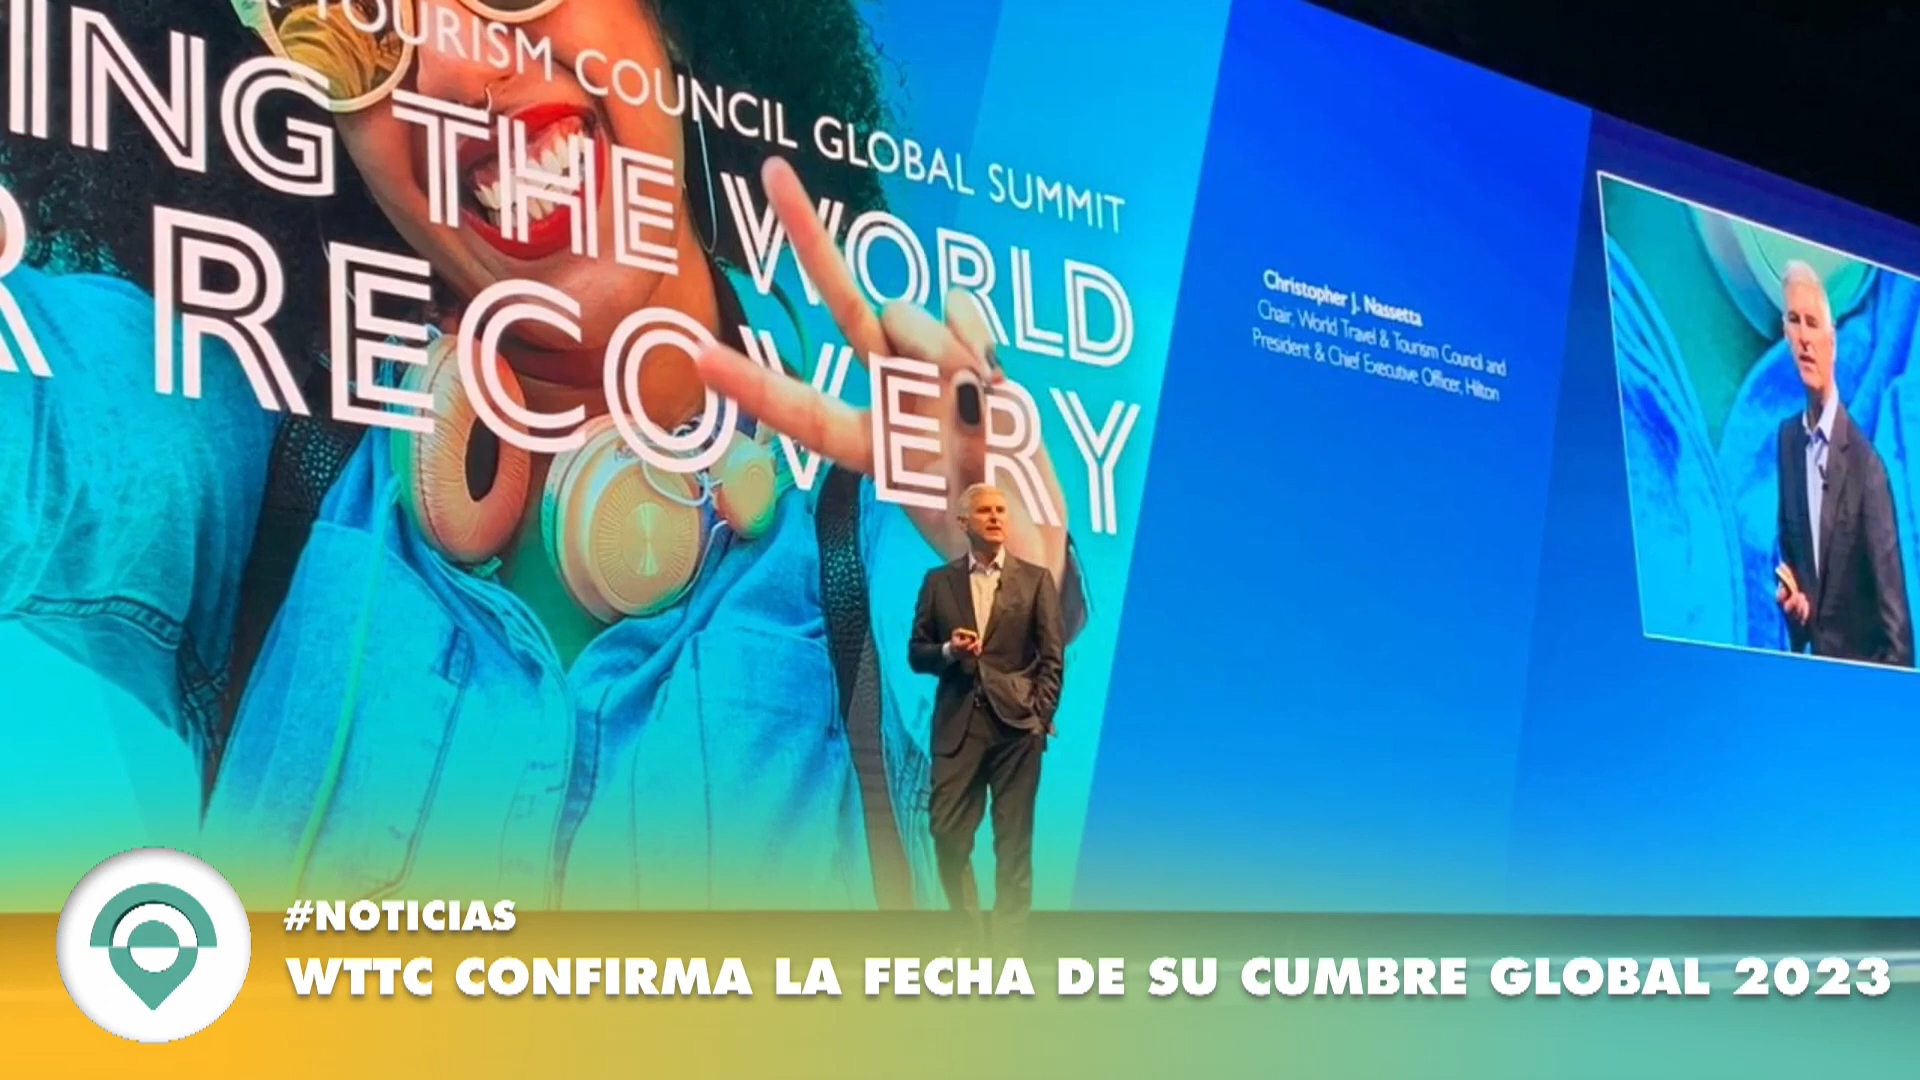 TOURISM COUNCIL GLOBAL SUMMIT
ING THE WORLD
R RECOVERY
Christopher J. Nassetta
Chair, World Travel & Tourism Council and
President & Chief Executive Officer, Hilton
#NOTICIAS
WTTC CONFIRMA LA FECHA DE SU CUMBRE GLOBAL 2023